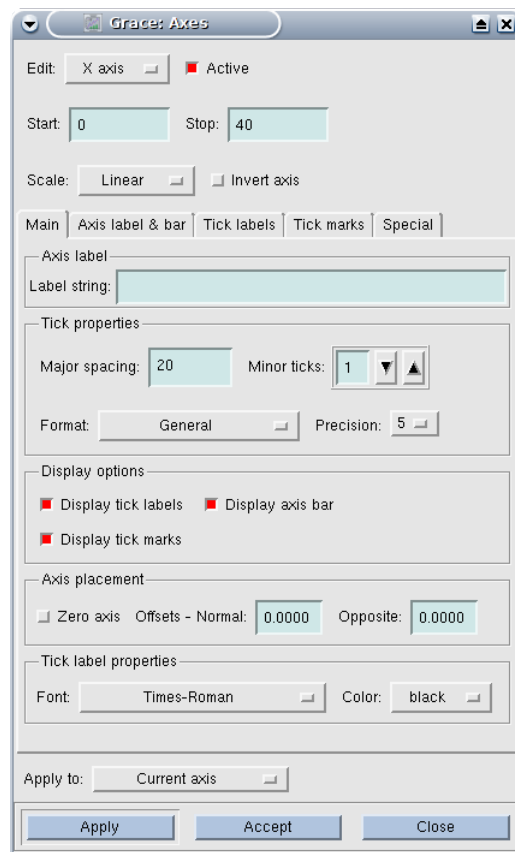 Grace: Axes
Edit: X axis Active
Start: 0 Stop: 40
Scale: Linear Invert axis
Main Axis label & bar Tick labels Tick marks Special
Axis label
Label string:
Tick properties
Major spacing: 20 Minor ticks: 1
Format: General Precision: 5
Display options
Display tick labels Display axis bar
Display tick marks
Axis placement
Zero axis Offsets - Normal: 0.0000 Opposite: 0.0000
Tick label properties
Font: Times-Roman Color: black
Apply to: Current axis
Apply Accept Close